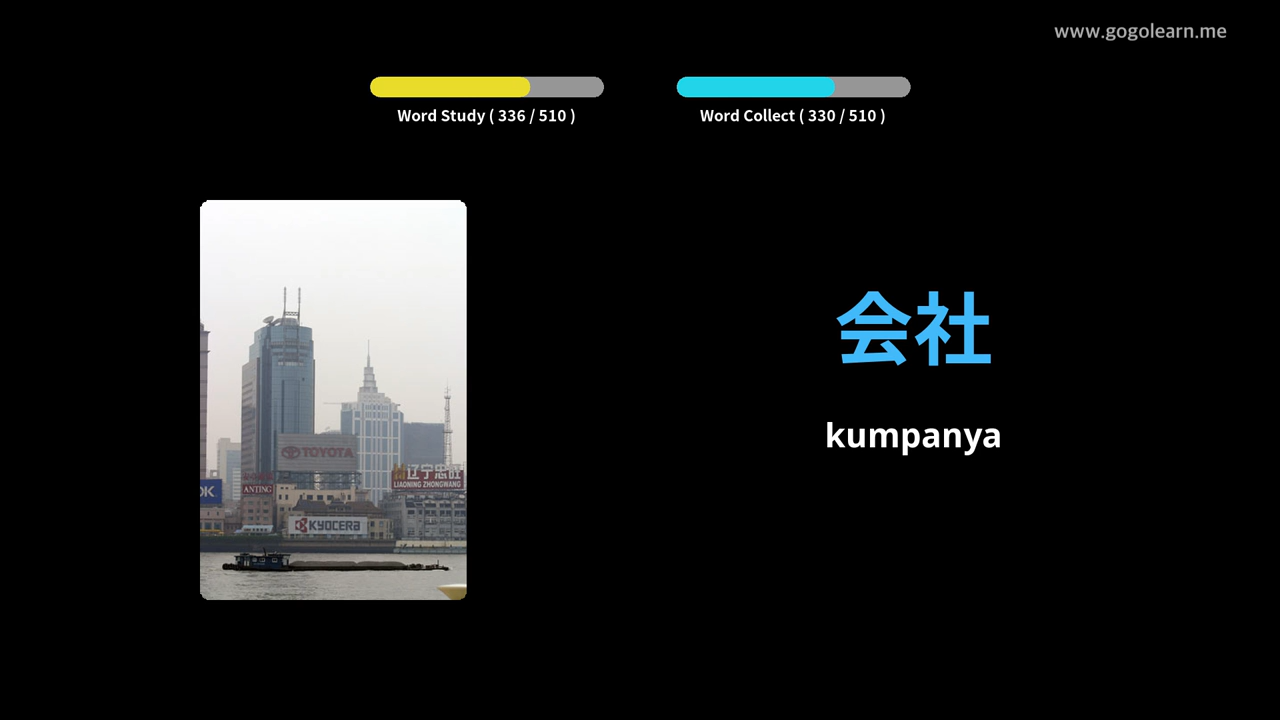 www.gogolearn.me
Word Study ( 336 / 510 )
Word Collect ( 330 / 510 )
会社
kumpanya
TOYOTA
辽宁忠旺
LIAONING ZHONGWANG
ANTING
OK
KYOCERA